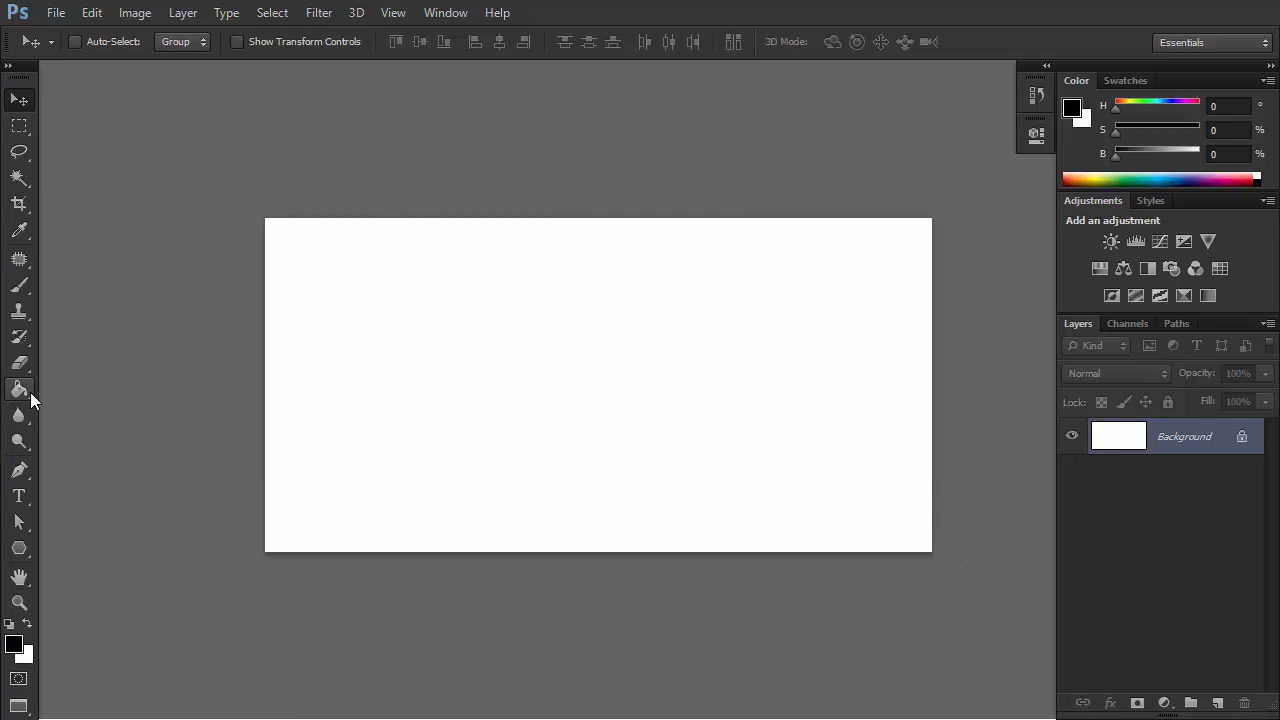 Ps File Edit Image Layer Type Select Filter 3D View Window Help
Auto-Select: Group Show Transform Controls 3D Mode: Essentials
Color Swatches
H 0 °
S 0 %
B 0 %
Adjustments Styles
Add an adjustment
Layers Channels Paths
Kind T
Normal Opacity: 100%
Lock: Fill: 100%
Background
T
fx